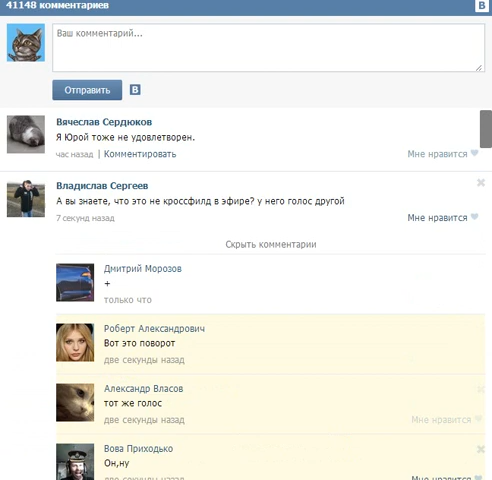 41148 комментариев
B
Ваш комментарий...
Отправить
B
Вячеслав Сердюков
Я Юрой тоже не удовлетворен.
час назад | Комментировать
Мне нравится
Владислав Сергеев
А вы знаете, что это не кроссфилд в эфире? у него голос другой
7 секунд назад
Мне нравится
Скрыть комментарии
Дмитрий Морозов
+
только что
Роберт Александрович
Вот это поворот
две секунды назад
Александр Власов
тот же голос
две секунды назад
Мне нравится
Вова Приходько
Он,ну
две секунды назад
Мне нравится